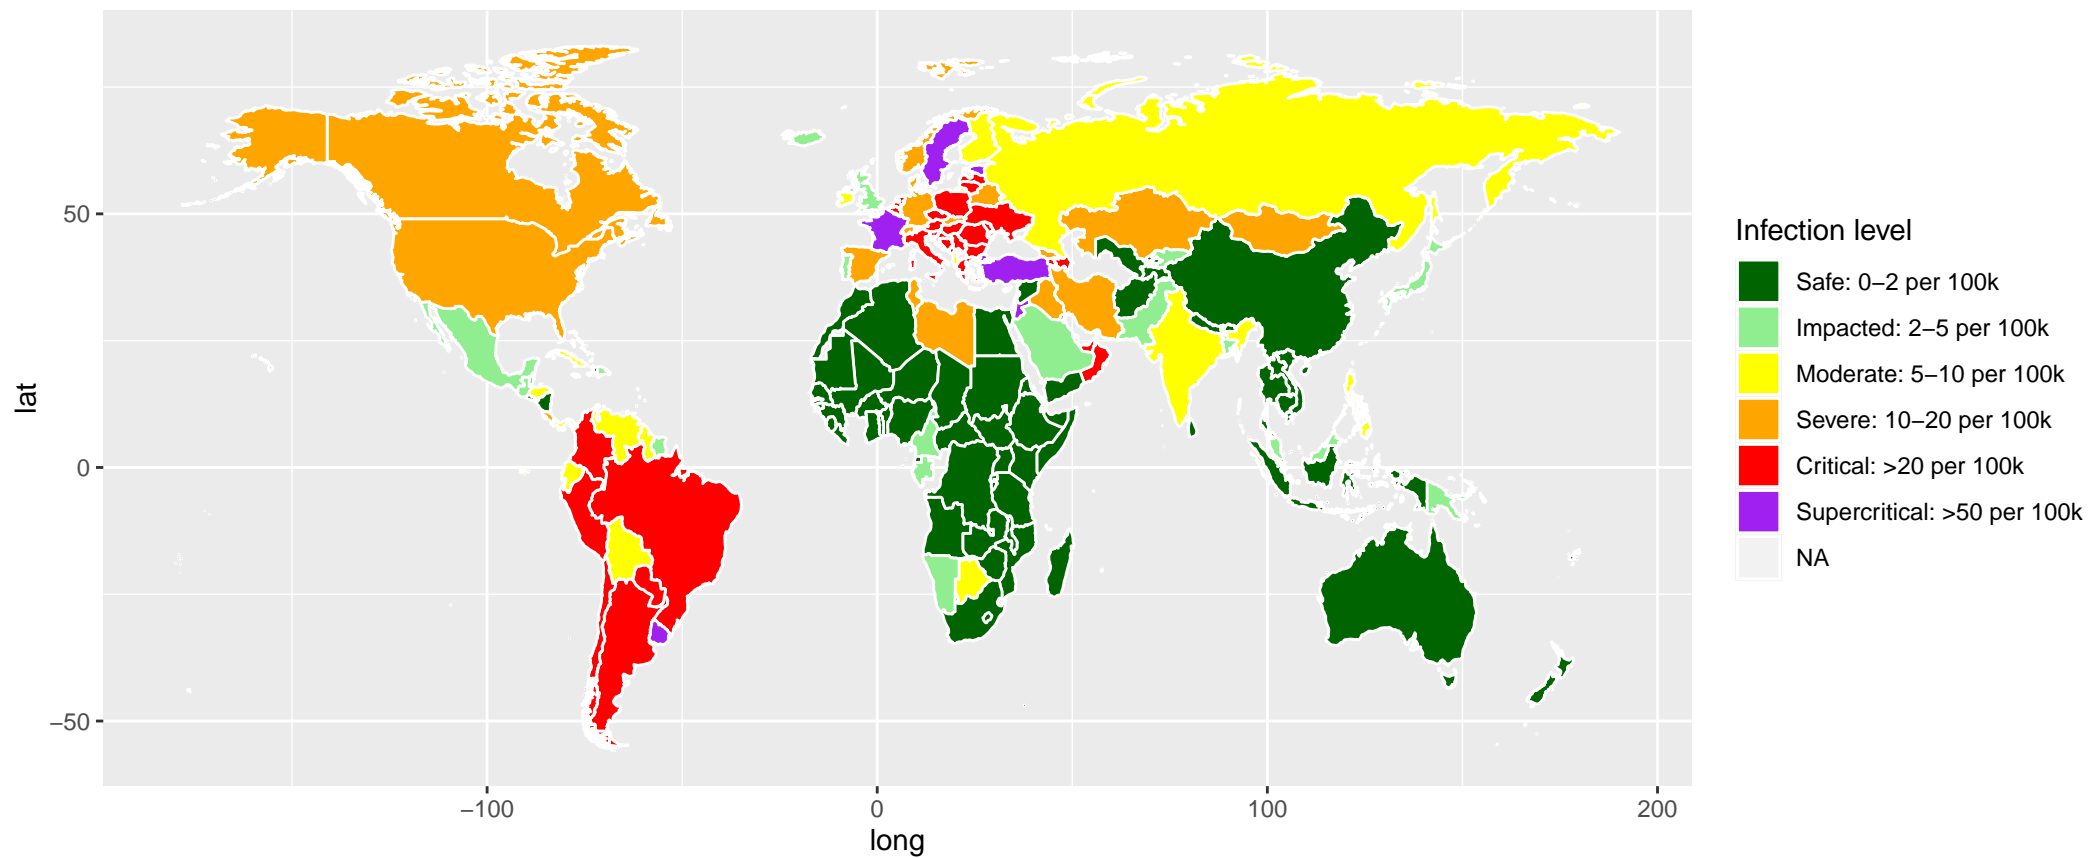 50
0
−50
lat
−100
0
100
200
long
Infection level
Safe: 0−2 per 100k
Impacted: 2−5 per 100k
Moderate: 5−10 per 100k
Severe: 10−20 per 100k
Critical: >20 per 100k
Supercritical: >50 per 100k
NA